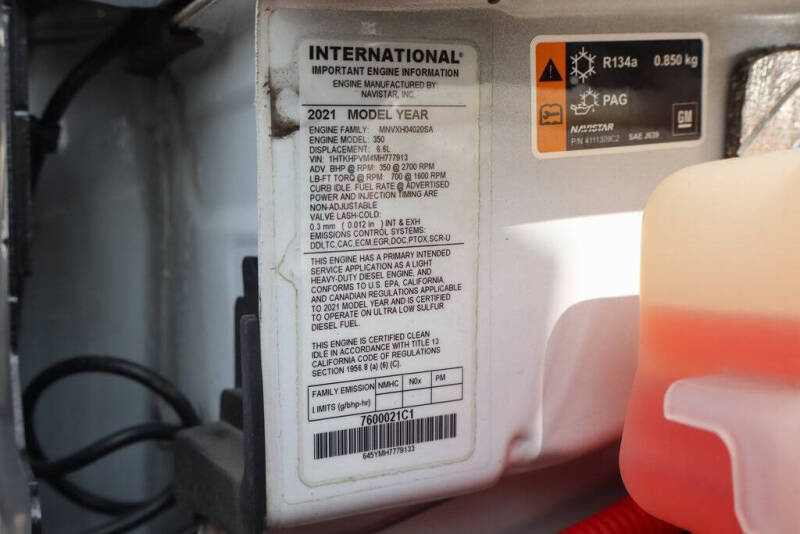 INTERNATIONAL®
IMPORTANT ENGINE INFORMATION
ENGINE MANUFACTURED BY:
NAVISTAR, INC.
2021 MODEL YEAR
ENGINE FAMILY: MNVXH04020SA
ENGINE MODEL: 350
DISPLACEMENT: 6.6L
VIN: 1HTKHPVM4MH777913
ADV. BHP @ RPM: 350 @ 2700 RPM
LB-FT TORQ @ RPM: 700 @ 1600 RPM
CURB IDLE. FUEL RATE @ ADVERTISED
POWER AND INJECTION TIMING ARE
NON-ADJUSTABLE
VALVE LASH-COLD:
0.3 mm ( 0.012 in ) INT & EXH
EMISSIONS CONTROL SYSTEMS:
DDI,TC,CAC,ECM,EGR,DOC,PTOX,SCR-U
THIS ENGINE HAS A PRIMARY INTENDED
SERVICE APPLICATION AS A LIGHT
HEAVY-DUTY DIESEL ENGINE, AND
CONFORMS TO U.S. EPA, CALIFORNIA,
AND CANADIAN REGULATIONS APPLICABLE
TO 2021 MODEL YEAR AND IS CERTIFIED
TO OPERATE ON ULTRA LOW SULFUR
DIESEL FUEL.
THIS ENGINE IS CERTIFIED CLEAN
IDLE IN ACCORDANCE WITH TITLE 13
CALIFORNIA CODE OF REGULATIONS
SECTION 1956.8 (a) (6) (C).
FAMILY EMISSION NMHC N0x PM
LIMITS (g/bhp-hr)
7600021C1
645YMH7779133
R134a 0.850 kg
PAG
NAVISTAR
GM
P/N 4111309C2 SAE J639